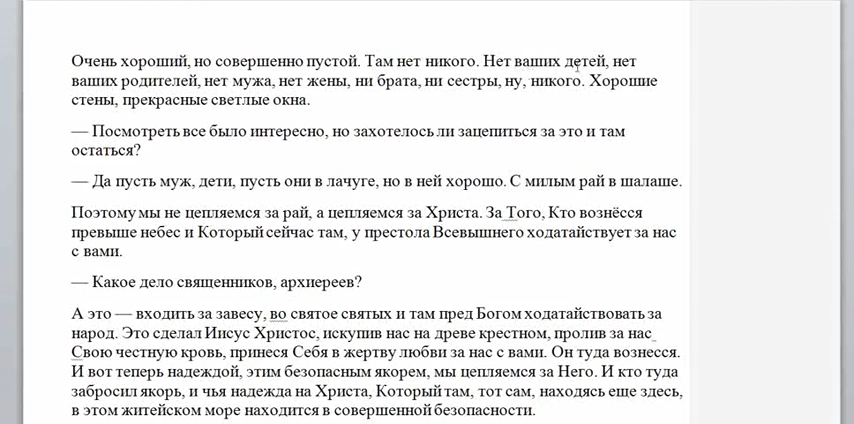 Очень хороший, но совершенно пустой. Там нет никого. Нет ваших детей, нет
ваших родителей, нет мужа, нет жены, ни брата, ни сестры, ну, никого. Хорошие
стены, прекрасные светлые окна.
— Посмотреть все было интересно, но захотелось ли зацепиться за это и там
остаться?
— Да пусть муж, дети, пусть они в лачуге, но в ней хорошо. С милым рай в шалаше.
Поэтому мы не цепляемся за рай, а цепляемся за Христа. За Того, Кто вознёсся
превыше небес и Который сейчас там, у престола Всевышнего ходатайствует за нас
с вами.
— Какое дело священников, архиереев?
А это — входить за завесу, во святое святых и там пред Богом ходатайствовать за
народ. Это сделал Иисус Христос, искупив нас на древе крестном, пролив за нас
Свою честную кровь, принеся Себя в жертву любви за нас с вами. Он туда вознесся.
И вот теперь надеждой, этим безопасным якорем, мы цепляемся за Него. И кто туда
забросил якорь, и чья надежда на Христа, Который там, тот сам, находясь еще здесь,
в этом житейском море находится в совершенной безопасности.